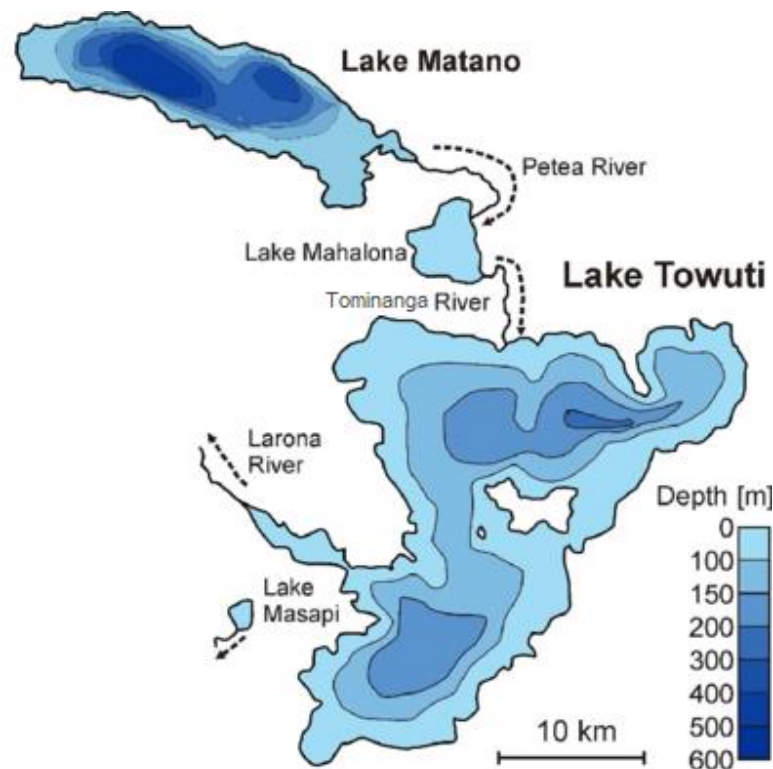 Lake Matano
Petea River
Lake Mahalona
Lake Towuti
Tominanga River
Larona
River
Depth [m]
0
100
150
200
300
400
500
600
Lake
Masapi
10 km